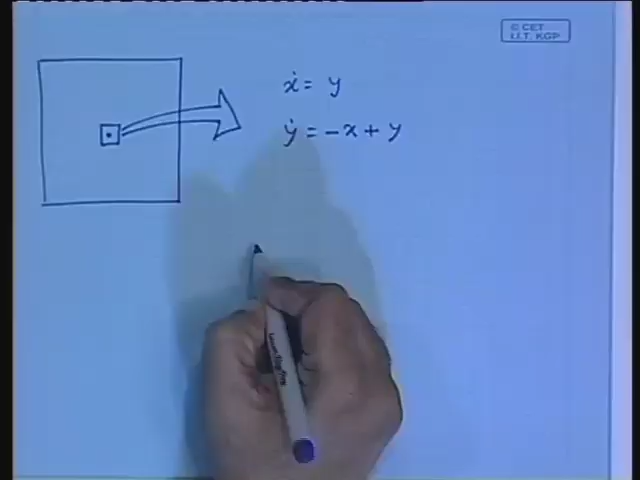 © CET
I.I.T. KGP
ẋ = y
ẏ = -x + y